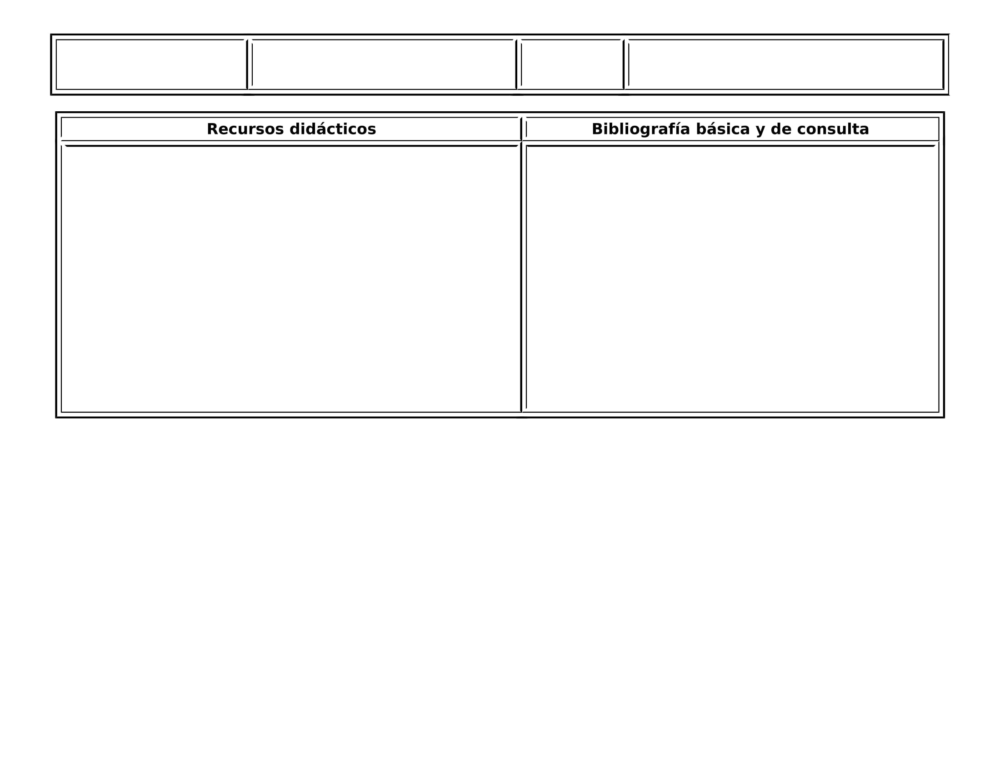 Recursos didácticos
Bibliografía básica y de consulta